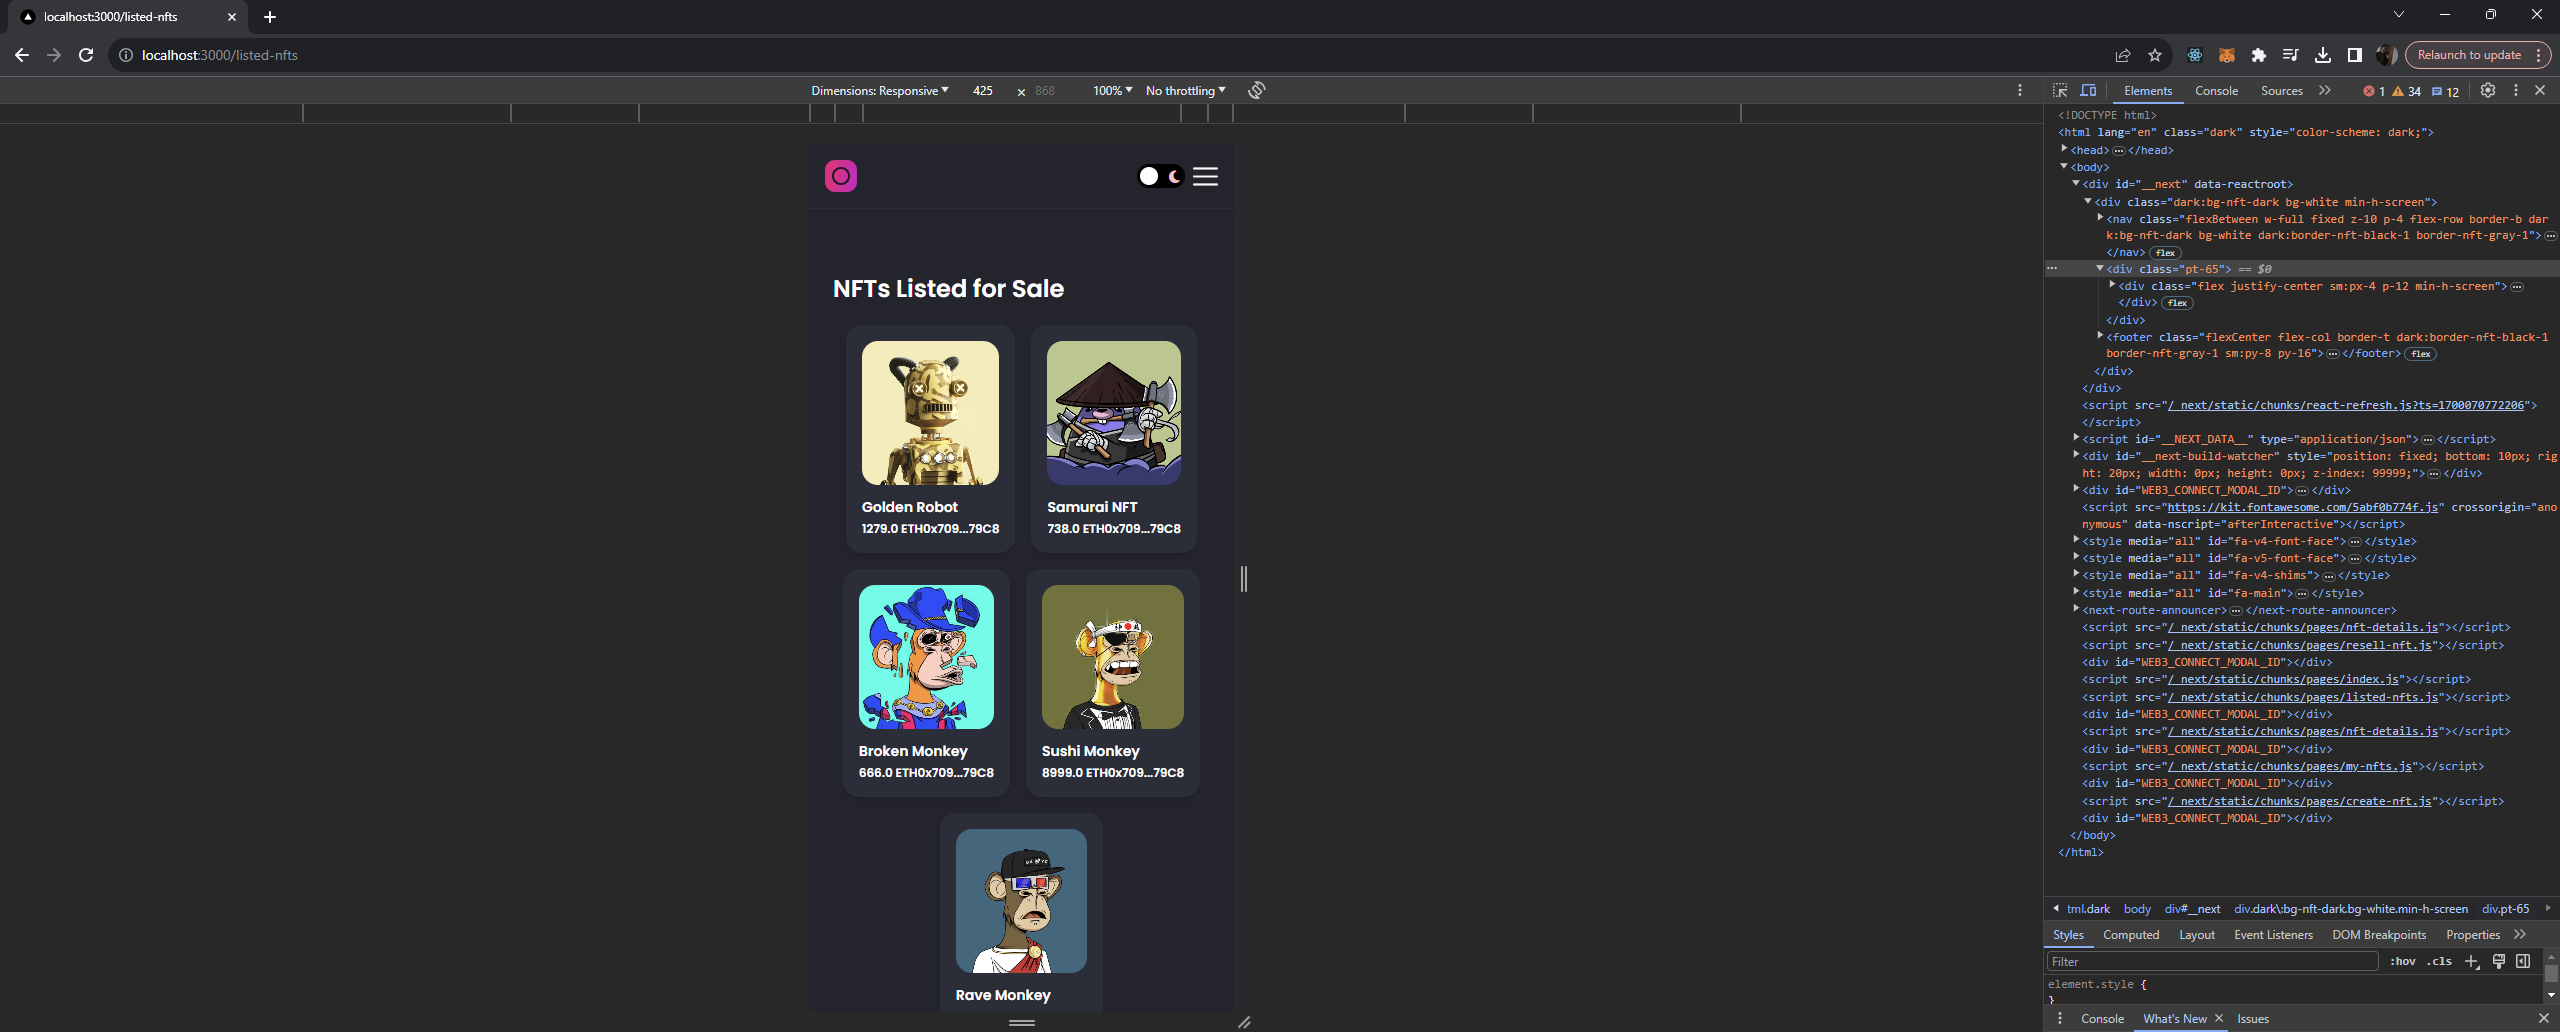 localhost:3000/listed-nfts
localhost:3000/listed-nfts
Relaunch to update
Dimensions: Responsive 425 × 868 100% No throttling
Elements Console Sources 1 34 12
NFTs Listed for Sale
Golden Robot
1279.0 ETH0x709...79C8
Samurai NFT
738.0 ETH0x709...79C8
Broken Monkey
666.0 ETH0x709...79C8
Sushi Monkey
8999.0 ETH0x709...79C8
Rave Monkey
<!DOCTYPE html>
<html lang="en" class="dark" style="color-scheme: dark;">
<head>…</head>
<body>
<div id="__next" data-reactroot>
<div class="dark:bg-nft-dark bg-white min-h-screen">
<nav class="flexBetween w-full fixed z-10 p-4 flex-row border-b dar
k:bg-nft-dark bg-white dark:border-nft-black-1 border-nft-gray-1">…
</nav> flex
… <div class="pt-65"> == $0
<div class="flex justify-center sm:px-4 p-12 min-h-screen">…
</div> flex
</div>
<footer class="flexCenter flex-col border-t dark:border-nft-black-1
border-nft-gray-1 sm:py-8 py-16">…</footer> flex
</div>
</div>
<script src="/_next/static/chunks/react-refresh.js?ts=1700070772206">
</script>
<script id="__NEXT_DATA__" type="application/json">…</script>
<div id="__next-build-watcher" style="position: fixed; bottom: 10px; rig
ht: 20px; width: 0px; height: 0px; z-index: 99999;">…</div>
<div id="WEB3_CONNECT_MODAL_ID">…</div>
<script src="https://kit.fontawesome.com/5abf0b774f.js" crossorigin="ano
nymous" data-nscript="afterInteractive"></script>
<style media="all" id="fa-v4-font-face">…</style>
<style media="all" id="fa-v5-font-face">…</style>
<style media="all" id="fa-v4-shims">…</style>
<style media="all" id="fa-main">…</style>
<next-route-announcer>…</next-route-announcer>
<script src="/_next/static/chunks/pages/nft-details.js"></script>
<script src="/_next/static/chunks/pages/resell-nft.js"></script>
<div id="WEB3_CONNECT_MODAL_ID"></div>
<script src="/_next/static/chunks/pages/index.js"></script>
<script src="/_next/static/chunks/pages/listed-nfts.js"></script>
<div id="WEB3_CONNECT_MODAL_ID"></div>
<script src="/_next/static/chunks/pages/nft-details.js"></script>
<div id="WEB3_CONNECT_MODAL_ID"></div>
<script src="/_next/static/chunks/pages/my-nfts.js"></script>
<div id="WEB3_CONNECT_MODAL_ID"></div>
<script src="/_next/static/chunks/pages/create-nft.js"></script>
<div id="WEB3_CONNECT_MODAL_ID"></div>
</body>
</html>
tml.dark body div#__next div.dark\:bg-nft-dark.bg-white.min-h-screen div.pt-65
Styles Computed Layout Event Listeners DOM Breakpoints Properties
Filter :hov .cls
element.style {
}
Console What's New Issues